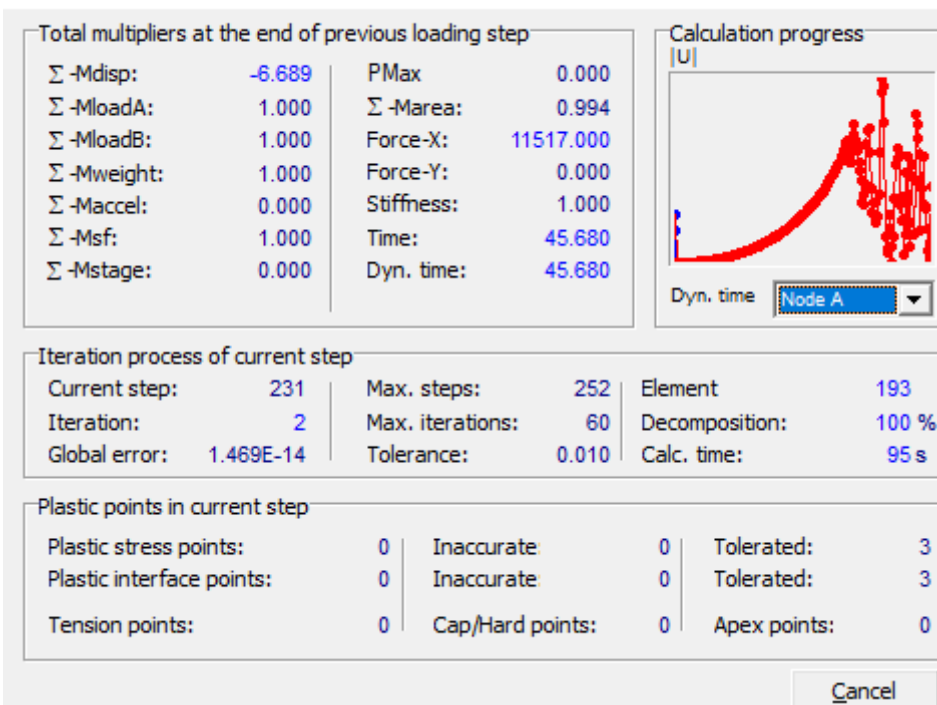 Total multipliers at the end of previous loading step
Σ -Mdisp: -6.689 PMax 0.000
Σ -MloadA: 1.000 Σ -Marea: 0.994
Σ -MloadB: 1.000 Force-X: 11517.000
Σ -Mweight: 1.000 Force-Y: 0.000
Σ -Maccel: 0.000 Stiffness: 1.000
Σ -Msf: 1.000 Time: 45.680
Σ -Mstage: 0.000 Dyn. time: 45.680
Calculation progress
|U|
Dyn. time Node A
Iteration process of current step
Current step: 231 Max. steps: 252 Element 193
Iteration: 2 Max. iterations: 60 Decomposition: 100 %
Global error: 1.469E-14 Tolerance: 0.010 Calc. time: 95 s
Plastic points in current step
Plastic stress points: 0 Inaccurate: 0 Tolerated: 3
Plastic interface points: 0 Inaccurate: 0 Tolerated: 3
Tension points: 0 Cap/Hard points: 0 Apex points: 0
Cancel